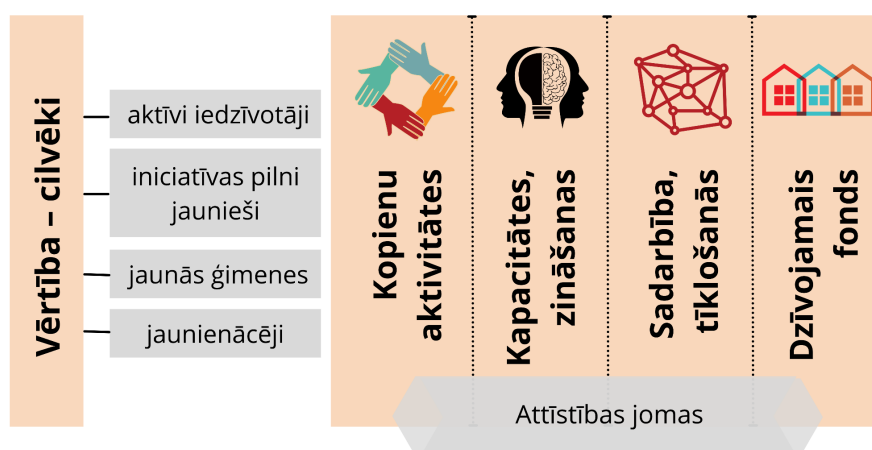 Vērtība – cilvēki
aktīvi iedzīvotāji
iniciatīvas pilni
jaunieši
jaunās ģimenes
jaunienācēji
Kopienu
aktivitātes
Kapacitātes,
zināšanas
Sadarbība,
tīklošanās
Dzīvojamais
fonds
Attīstības jomas